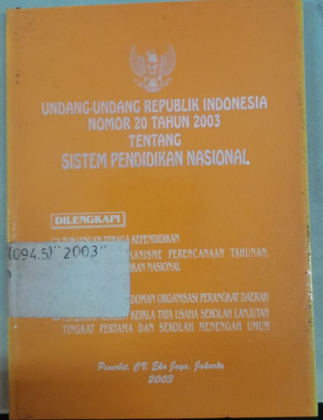 UNDANG-UNDANG REPUBLIK INDONESIA
NOMOR 20 TAHUN 2003
TENTANG
SISTEM PENDIDIKAN NASIONAL
DILENGKAPI
TENAGA KEPENDIDIKAN
(094.5)"2003"
PERENCANAAN TAHUNAN
NASIONAL
PEDOMAN ORGANISASI PERANGKAT DAERAH
KEPALA TATA USAHA SEKOLAH LANJUTAN
TINGKAT PERTAMA DAN SEKOLAH MENENGAH UMUM
Penerbit, CV. Eko Jaya, Jakarta
2003